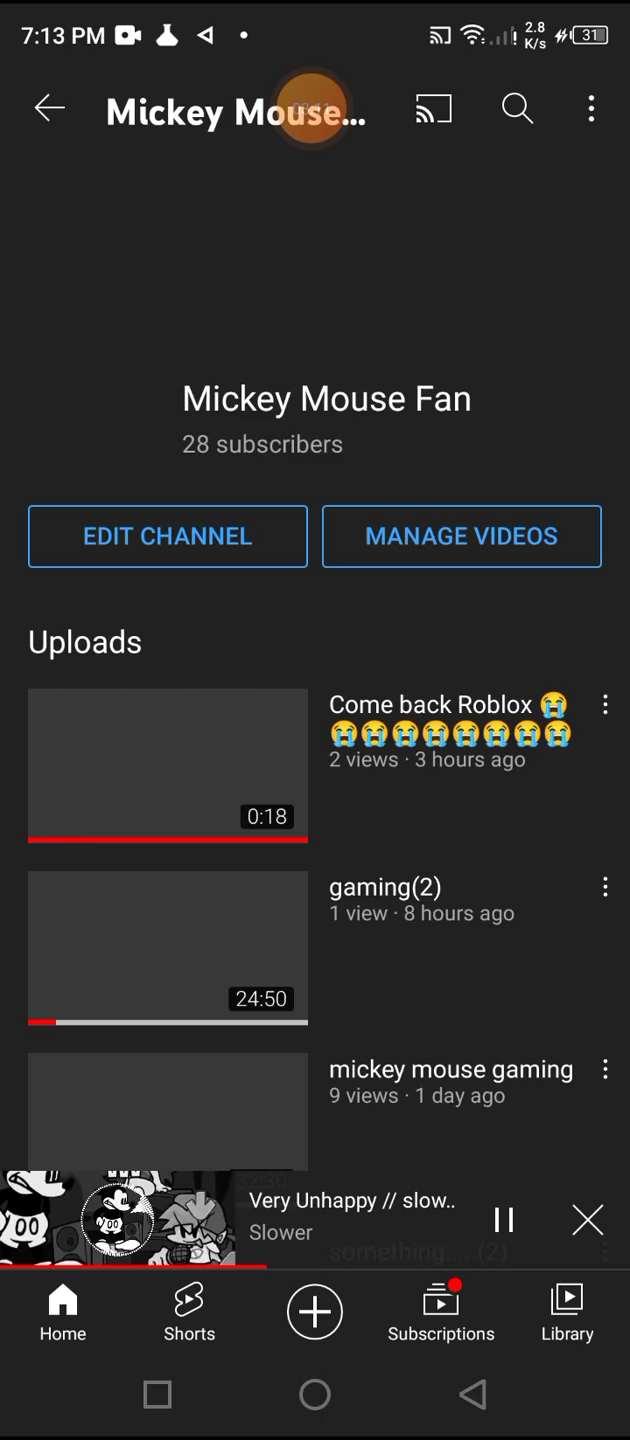 7:13 PM
2.8
K/s
31
Mickey Mouse...
Mickey Mouse Fan
28 subscribers
EDIT CHANNEL
MANAGE VIDEOS
Uploads
Come back Roblox 😭
😭😭😭😭😭😭😭😭
2 views · 3 hours ago
0:18
gaming(2)
1 view · 8 hours ago
24:50
mickey mouse gaming
9 views · 1 day ago
Very Unhappy // slow..
Slower
something.....(2)
Home
Shorts
Subscriptions
Library